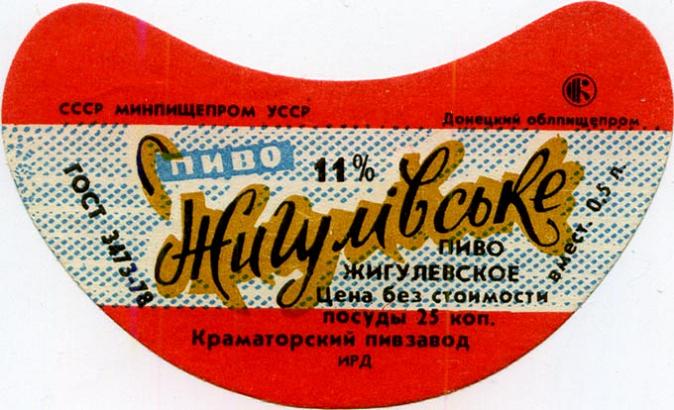 СССР МИНПИЩЕПРОМ УССР
Донецкий облпищепром
ПИВО
11%
Жигулівське
ГОСТ 3473-78
вмест. 0,5 л.
ПИВО
ЖИГУЛЕВСКОЕ
Цена без стоимости
посуды 25 коп.
Краматорский пивзавод
ИРД